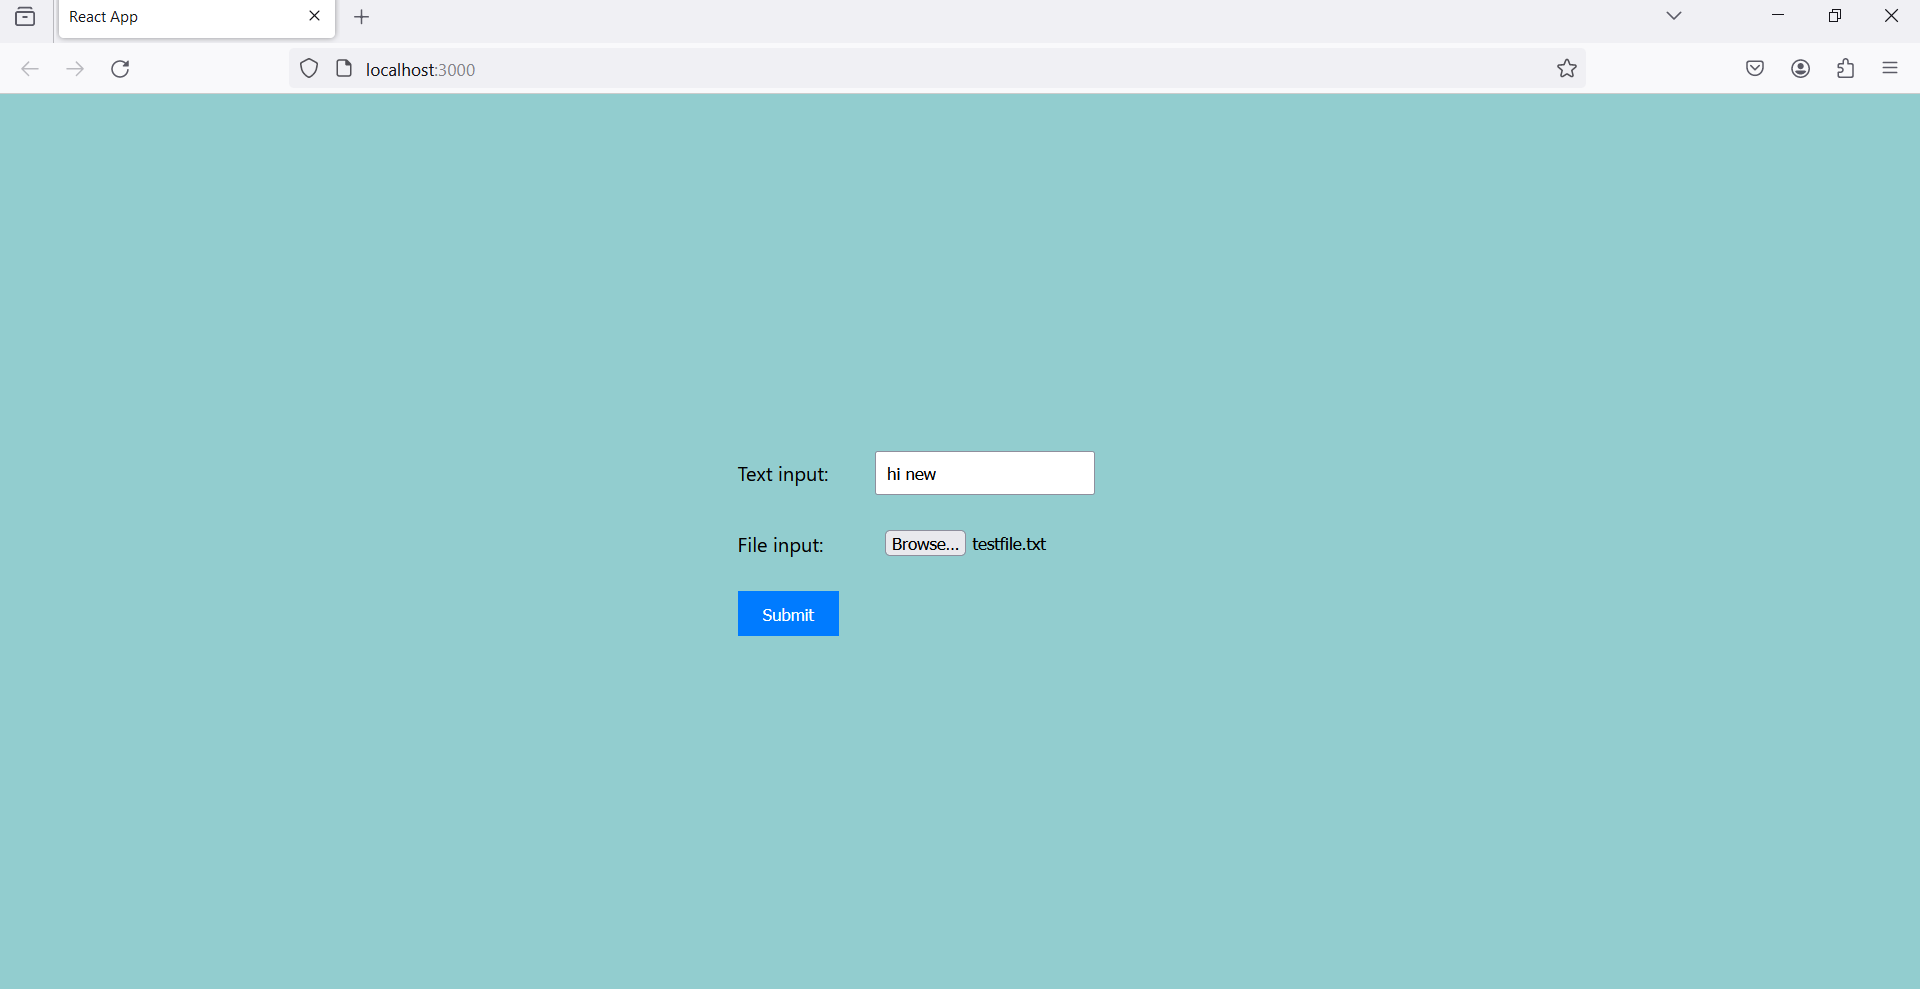 React App
localhost:3000
Text input: hi new
File input: Browse... testfile.txt
Submit